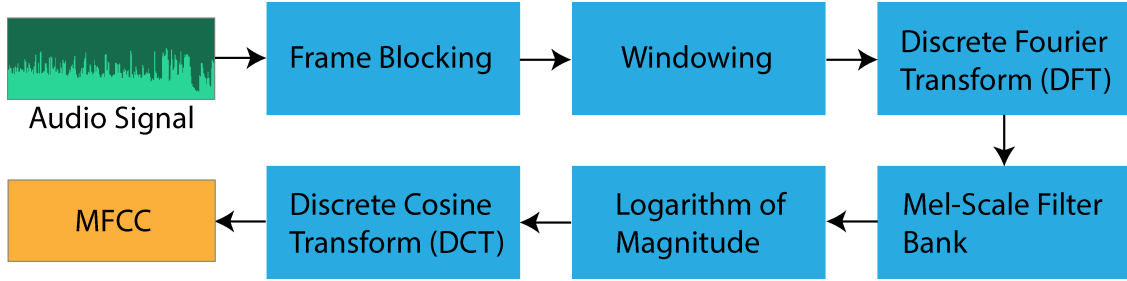 Audio Signal
Frame Blocking
Windowing
Discrete Fourier
Transform (DFT)
Mel-Scale Filter
Bank
Logarithm of
Magnitude
Discrete Cosine
Transform (DCT)
MFCC